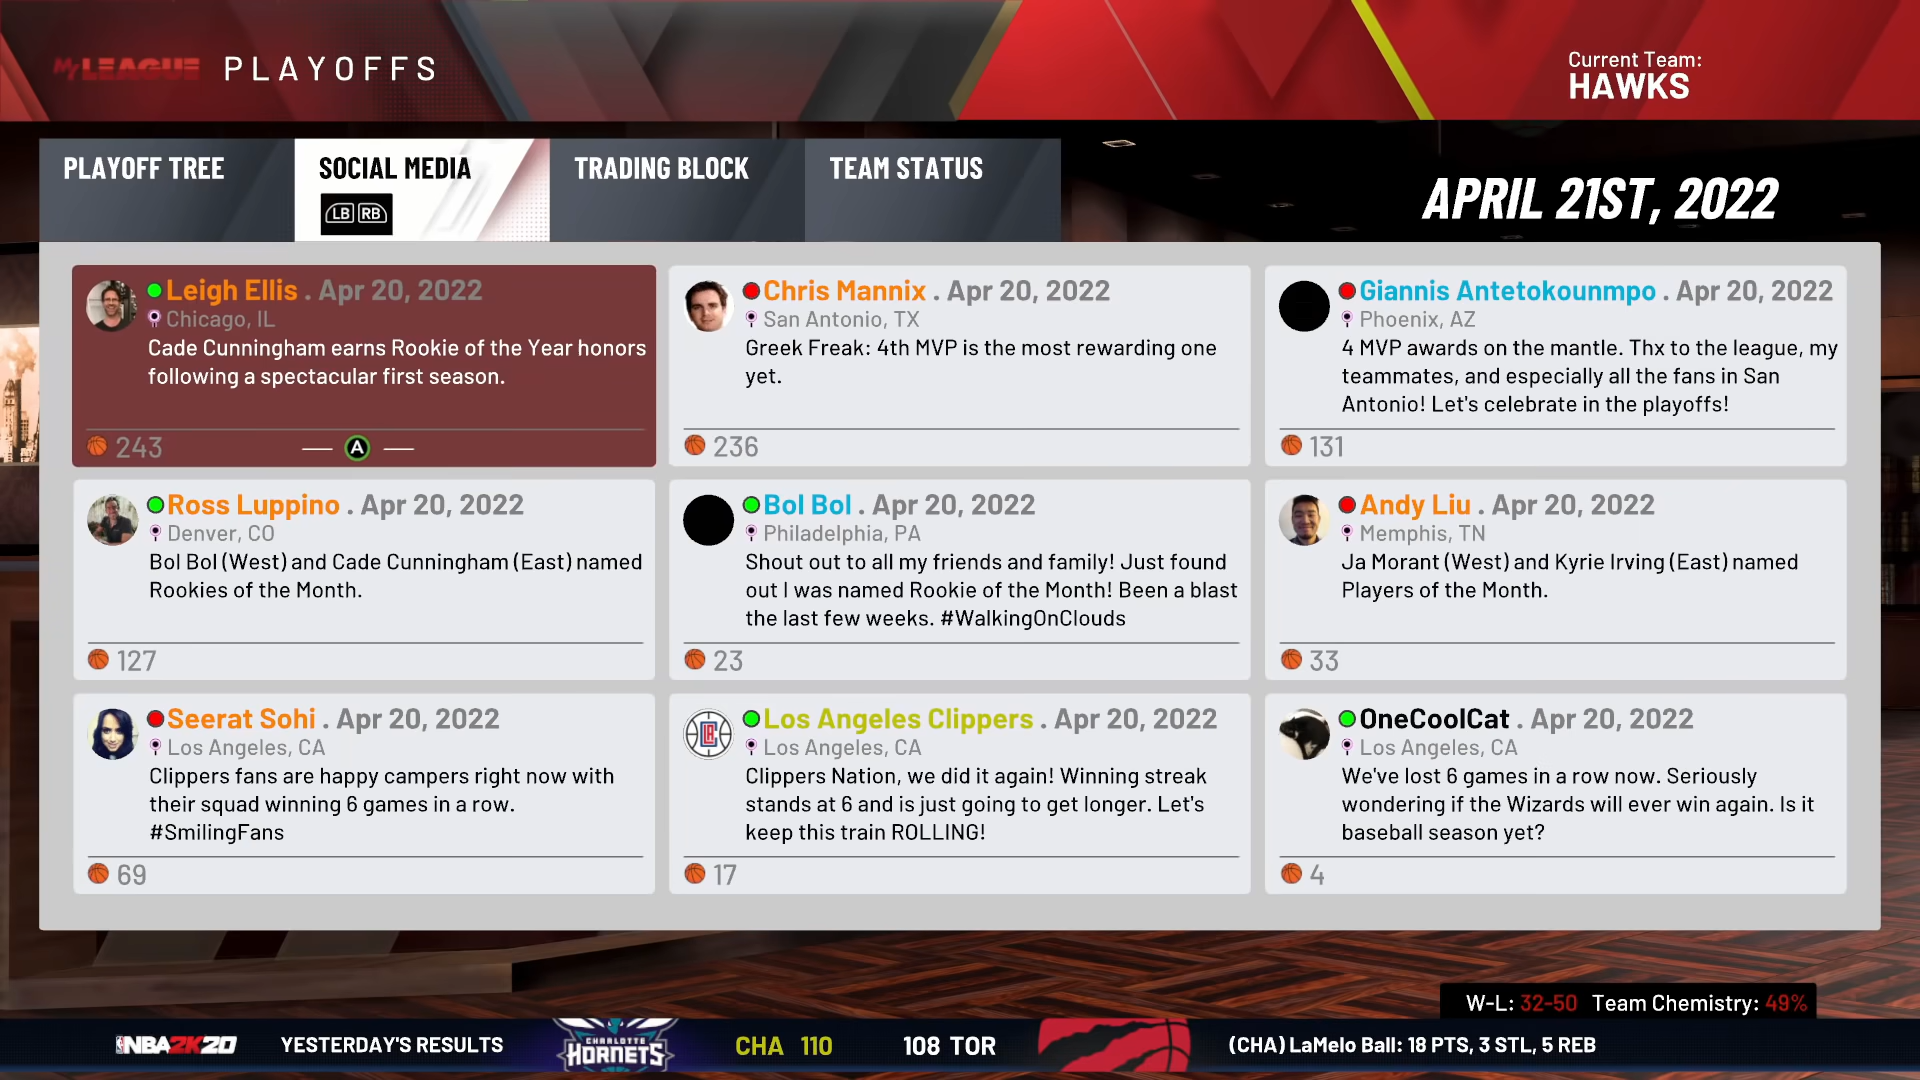 MyLEAGUE PLAYOFFS
Current Team:
HAWKS
PLAYOFF TREE
SOCIAL MEDIA
LB RB
TRADING BLOCK
TEAM STATUS
APRIL 21ST, 2022
Leigh Ellis . Apr 20, 2022
Chicago, IL
Cade Cunningham earns Rookie of the Year honors
following a spectacular first season.
243
A
Chris Mannix . Apr 20, 2022
San Antonio, TX
Greek Freak: 4th MVP is the most rewarding one
yet.
236
Giannis Antetokounmpo . Apr 20, 2022
Phoenix, AZ
4 MVP awards on the mantle. Thx to the league, my
teammates, and especially all the fans in San
Antonio! Let's celebrate in the playoffs!
131
Ross Luppino . Apr 20, 2022
Denver, CO
Bol Bol (West) and Cade Cunningham (East) named
Rookies of the Month.
127
Bol Bol . Apr 20, 2022
Philadelphia, PA
Shout out to all my friends and family! Just found
out I was named Rookie of the Month! Been a blast
the last few weeks. #WalkingOnClouds
23
Andy Liu . Apr 20, 2022
Memphis, TN
Ja Morant (West) and Kyrie Irving (East) named
Players of the Month.
33
Seerat Sohi . Apr 20, 2022
Los Angeles, CA
Clippers fans are happy campers right now with
their squad winning 6 games in a row.
#SmilingFans
69
Los Angeles Clippers . Apr 20, 2022
Los Angeles, CA
Clippers Nation, we did it again! Winning streak
stands at 6 and is just going to get longer. Let's
keep this train ROLLING!
17
OneCoolCat . Apr 20, 2022
Los Angeles, CA
We've lost 6 games in a row now. Seriously
wondering if the Wizards will ever win again. Is it
baseball season yet?
4
W-L: 32-50 Team Chemistry: 49%
NBA2K20 YESTERDAY'S RESULTS CHARLOTTE HORNETS CHA 110 108 TOR (CHA) LaMelo Ball: 18 PTS, 3 STL, 5 REB